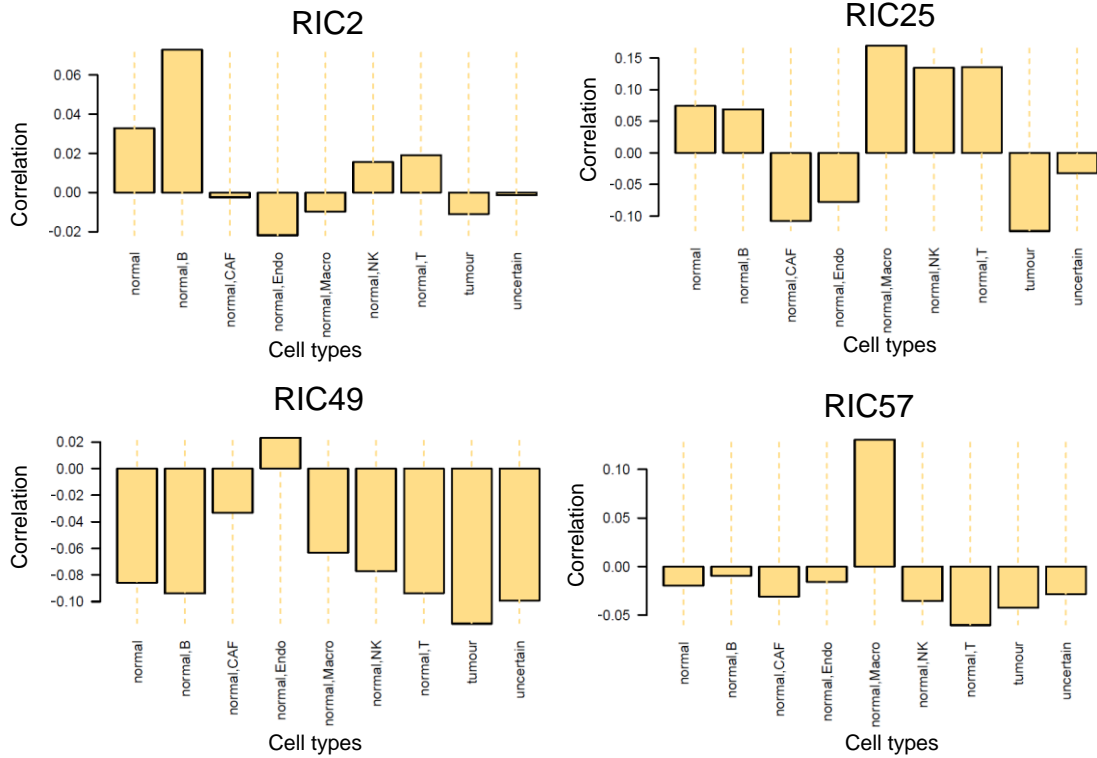 RIC2
Correlation
0.06
0.04
0.02
0.00
-0.02
normal
normal,B
normal,CAF
normal,Endo
normal,Macro
normal,NK
normal,T
tumour
uncertain
Cell types
RIC25
Correlation
0.15
0.10
0.05
0.00
-0.05
-0.10
normal
normal,B
normal,CAF
normal,Endo
normal,Macro
normal,NK
normal,T
tumour
uncertain
Cell types
RIC49
Correlation
0.02
0.00
-0.02
-0.04
-0.06
-0.08
-0.10
normal
normal,B
normal,CAF
normal,Endo
normal,Macro
normal,NK
normal,T
tumour
uncertain
Cell types
RIC57
Correlation
0.10
0.05
0.00
-0.05
normal
normal,B
normal,CAF
normal,Endo
normal,Macro
normal,NK
normal,T
tumour
uncertain
Cell types